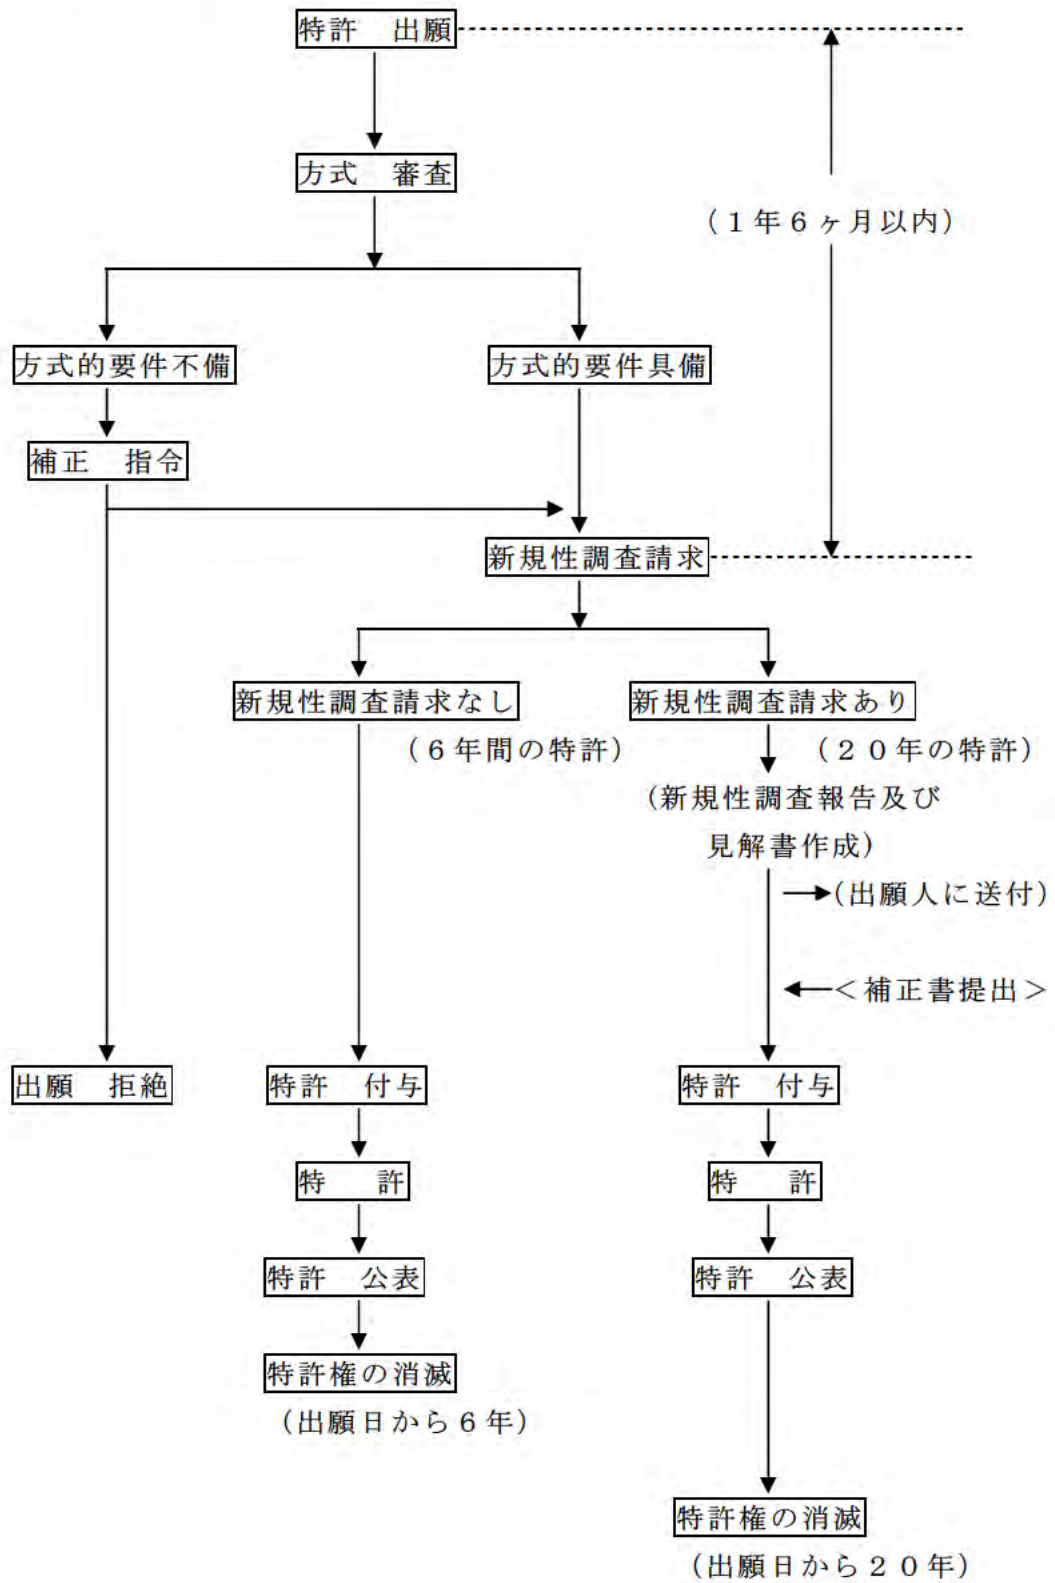 特許　出願
方式　審査
（１年６ヶ月以内）
方式的要件不備
方式的要件具備
補正　指令
新規性調査請求
新規性調査請求なし
新規性調査請求あり
（６年間の特許）
（２０年の特許）
(新規性調査報告及び
見解書作成)
(出願人に送付)
＜補正書提出＞
出願　拒絶
特許　付与
特許　付与
特　許
特　許
特許　公表
特許　公表
特許権の消滅
（出願日から６年）
特許権の消滅
（出願日から２０年）